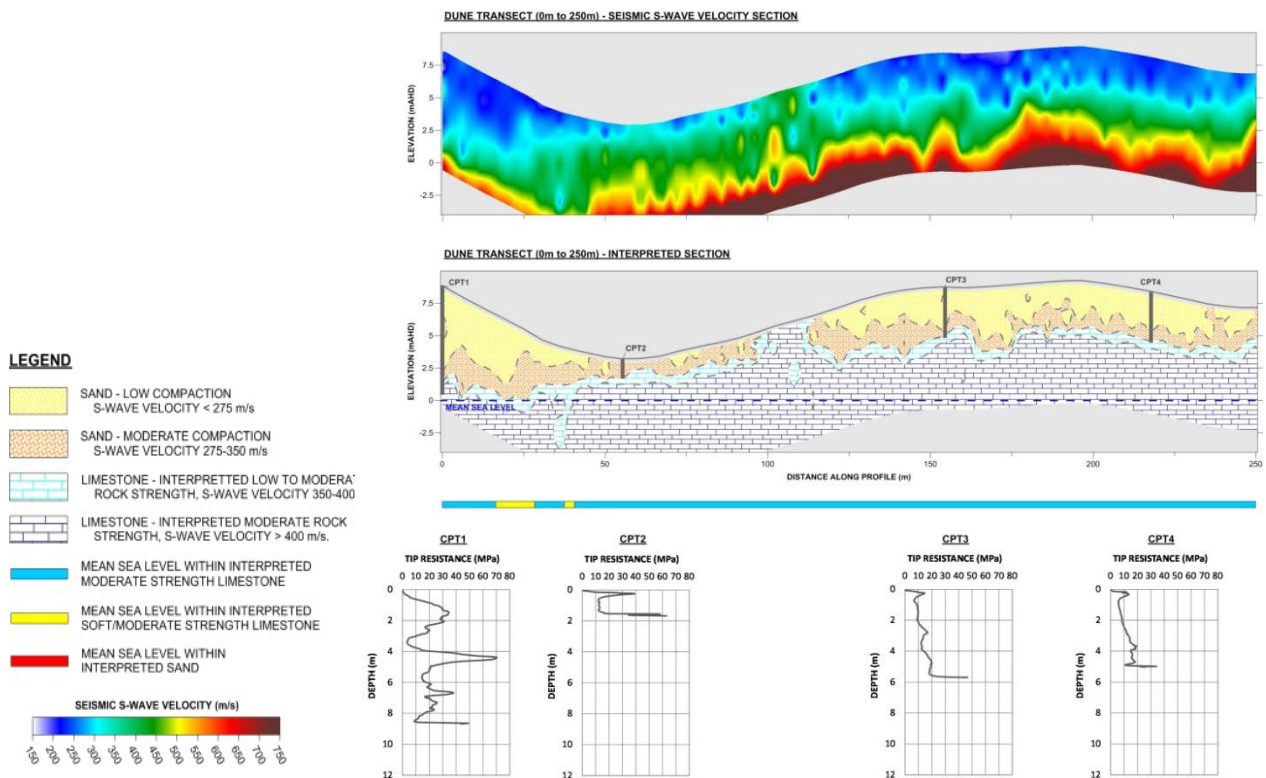 DUNE TRANSECT (0m to 250m) - SEISMIC S-WAVE VELOCITY SECTION
ELEVATION (mAHD)
7.5
5
2.5
0
-2.5
0 50 100 150 200 250
DUNE TRANSECT (0m to 250m) - INTERPRETED SECTION
CPT1
CPT2
CPT3
CPT4
ELEVATION (mAHD)
7.5
5
2.5
0
-2.5
MEAN SEA LEVEL
0 50 100 150 200 250
DISTANCE ALONG PROFILE (m)
LEGEND
SAND - LOW COMPACTION
S-WAVE VELOCITY < 275 m/s
SAND - MODERATE COMPACTION
S-WAVE VELOCITY 275-350 m/s
LIMESTONE - INTERPRETTED LOW TO MODERAT
ROCK STRENGTH, S-WAVE VELOCITY 350-400
LIMESTONE - INTERPRETED MODERATE ROCK
STRENGTH, S-WAVE VELOCITY > 400 m/s.
MEAN SEA LEVEL WITHIN INTERPRETED
MODERATE STRENGTH LIMESTONE
MEAN SEA LEVEL WITHIN INTERPRETED
SOFT/MODERATE STRENGTH LIMESTONE
MEAN SEA LEVEL WITHIN
INTERPRETED SAND
SEISMIC S-WAVE VELOCITY (m/s)
150 200 250 300 350 400 450 500 550 600 650 700 750
CPT1
TIP RESISTANCE (MPa)
0 10 20 30 40 50 60 70 80
DEPTH (m)
0
2
4
6
8
10
12
CPT2
TIP RESISTANCE (MPa)
0 10 20 30 40 50 60 70 80
DEPTH (m)
0
2
4
6
8
10
12
CPT3
TIP RESISTANCE (MPa)
0 10 20 30 40 50 60 70 80
DEPTH (m)
0
2
4
6
8
10
12
CPT4
TIP RESISTANCE (MPa)
0 10 20 30 40 50 60 70 80
DEPTH (m)
0
2
4
6
8
10
12